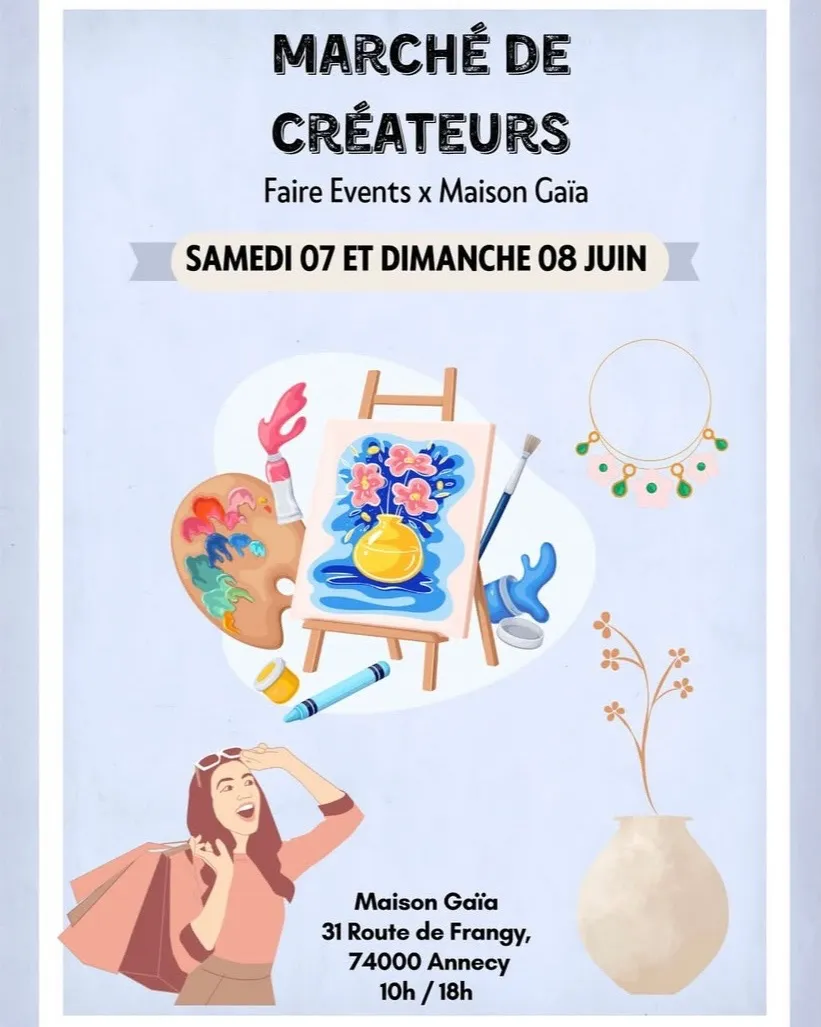 MARCHÉ DE
CRÉATEURS
Faire Events x Maison Gaïa
SAMEDI 07 ET DIMANCHE 08 JUIN
Maison Gaïa
31 Route de Frangy,
74000 Annecy
10h / 18h